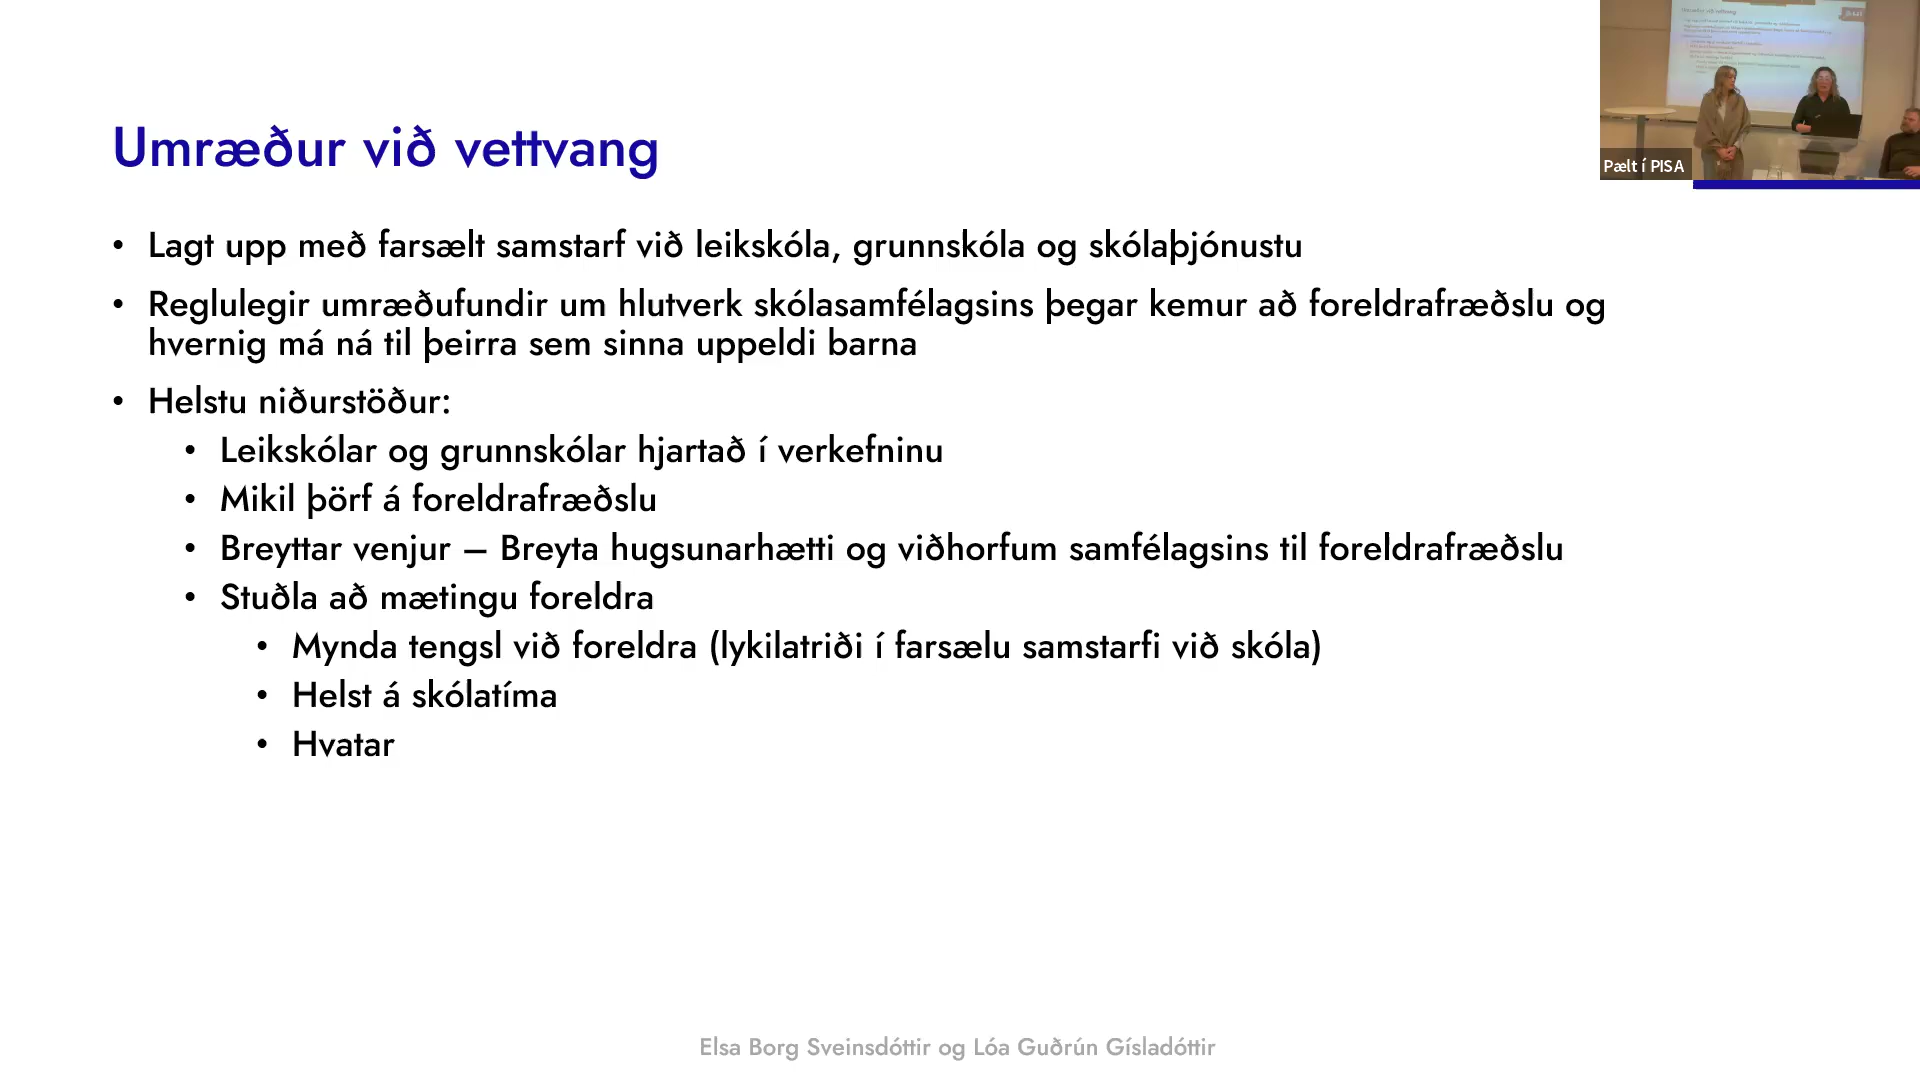 Umræður við vettvang
Pælt í PISA
• Lagt upp með farsælt samstarf við leikskóla, grunnskóla og skólaþjónustu
• Reglulegir umræðufundir um hlutverk skólasamfélagsins þegar kemur að foreldrafræðslu og
hvernig má ná til þeirra sem sinna uppeldi barna
• Helstu niðurstöður:
• Leikskólar og grunnskólar hjartað í verkefninu
• Mikil þörf á foreldrafræðslu
• Breyttar venjur – Breyta hugsunarhætti og viðhorfum samfélagsins til foreldrafræðslu
• Stuðla að mætingu foreldra
• Mynda tengsl við foreldra (lykilatriði í farsælu samstarfi við skóla)
• Helst á skólatíma
• Hvatar
Elsa Borg Sveinsdóttir og Lóa Guðrún Gísladóttir